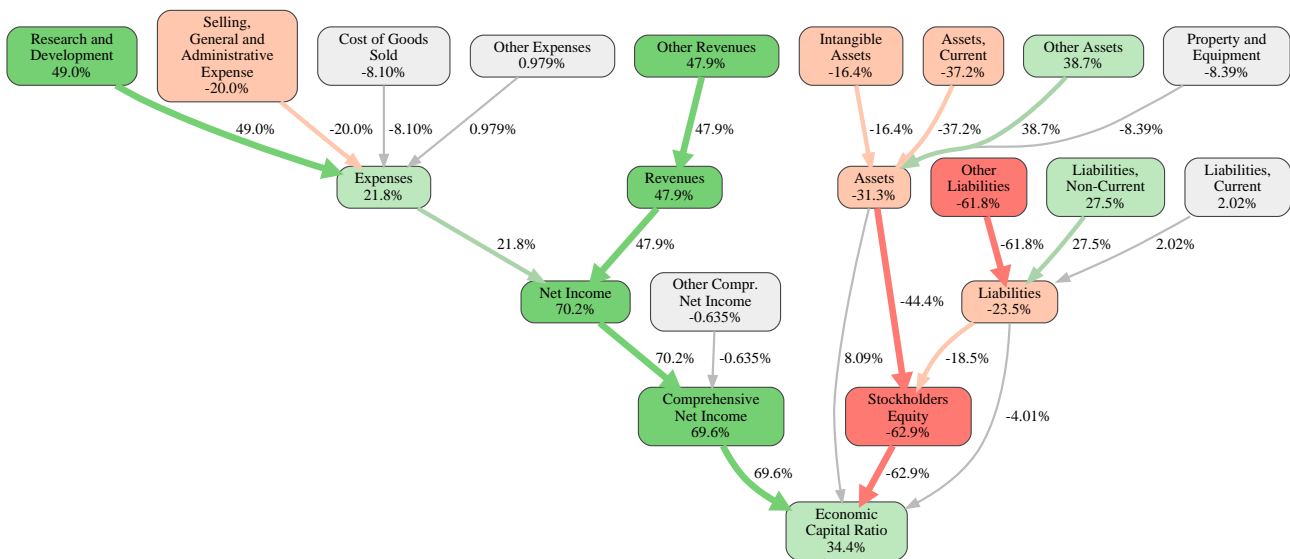 Research and
Development
49.0%
Selling,
General and
Administrative
Expense
-20.0%
Cost of Goods
Sold
-8.10%
Other Expenses
0.979%
Other Revenues
47.9%
Intangible
Assets
-16.4%
Assets,
Current
-37.2%
Other Assets
38.7%
Property and
Equipment
-8.39%
49.0%
-20.0%
-8.10%
0.979%
47.9%
-16.4%
-37.2%
38.7%
-8.39%
Expenses
21.8%
Revenues
47.9%
Assets
-31.3%
Other
Liabilities
-61.8%
Liabilities,
Non-Current
27.5%
Liabilities,
Current
2.02%
21.8%
47.9%
-61.8%
27.5%
2.02%
Net Income
70.2%
Other Compr.
Net Income
-0.635%
-44.4%
Liabilities
-23.5%
70.2%
-0.635%
8.09%
-18.5%
Comprehensive
Net Income
69.6%
Stockholders
Equity
-62.9%
-4.01%
69.6%
-62.9%
Economic
Capital Ratio
34.4%